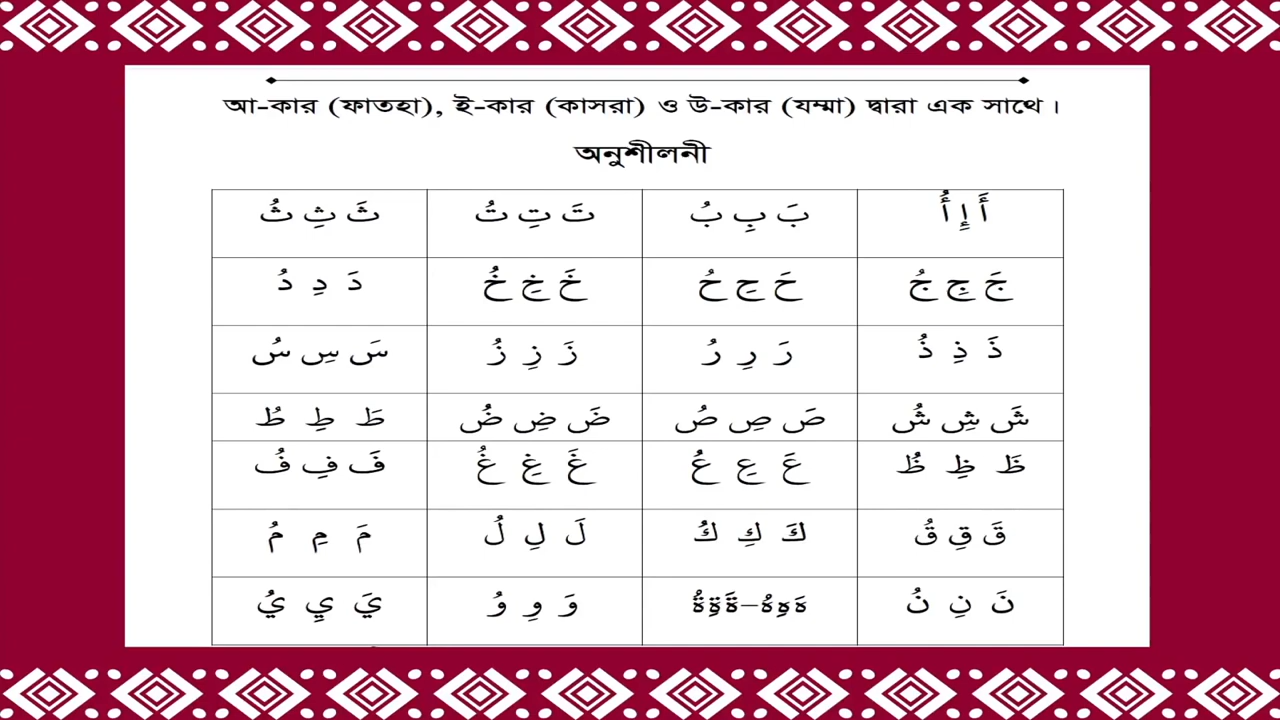 আ-কার (ফাতহা), ই-কার (কাসরা) ও উ-কার (যম্মা) দ্বারা এক সাথে।
অনুশীলনী
أَ إِ أُ بَ بِ بُ تَ تِ تُ ثَ ثِ ثُ
جَ جِ جُ حَ حِ حُ خَ خِ خُ دَ دِ دُ
ذَ ذِ ذُ رَ رِ رُ زَ زِ زُ سَ سِ سُ
شَ شِ شُ صَ صِ صُ ضَ ضِ ضُ طَ طِ طُ
ظَ ظِ ظُ عَ عِ عُ غَ غِ غُ فَ فِ فُ
قَ قِ قُ كَ كِ كُ لَ لِ لُ مَ مِ مُ
نَ نِ نُ ةَ ةِ ةُ–هَ هِ هُ وَ وِ وُ يَ يِ يُ